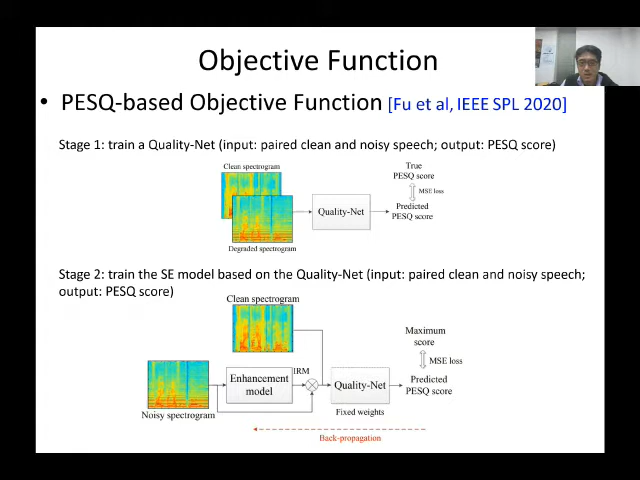 Objective Function
• PESQ-based Objective Function [Fu et al, IEEE SPL 2020]
Stage 1: train a Quality-Net (input: paired clean and noisy speech; output: PESQ score)
Clean spectrogram
True
PESQ score
MSE loss
Quality-Net
Predicted
PESQ score
Degraded spectrogram
Stage 2: train the SE model based on the Quality-Net (input: paired clean and noisy speech;
output: PESQ score)
Clean spectrogram
Maximum
score
MSE loss
IRM
Enhancement
model
Quality-Net
Predicted
PESQ score
Noisy spectrogram
Fixed weights
Back-propagation